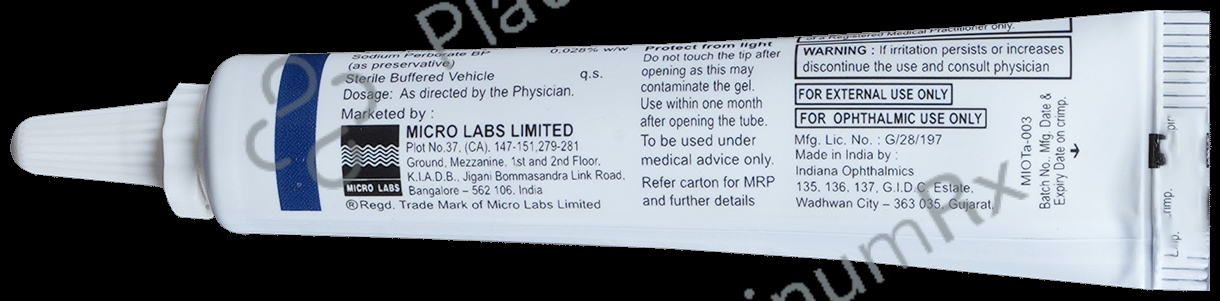 Sodium Perborate BP 0.028% w/w
(as preservative)
Sterile Buffered Vehicle q.s.
Dosage: As directed by the Physician.
Marketed by :
MICRO LABS LIMITED
Plot No.37, (CA), 147-151,279-281
Ground, Mezzanine, 1st and 2nd Floor,
K.I.A.D.B., Jigani Bommasandra Link Road,
Bangalore – 562 106. India
MICRO LABS
®Regd. Trade Mark of Micro Labs Limited
Protect from light
Do not touch the tip after
opening as this may
contaminate the gel.
Use within one month
after opening the tube.
To be used under
medical advice only.
Refer carton for MRP
and further details
of a Registered Medical Practitioner only.
WARNING : If irritation persists or increases
discontinue the use and consult physician
FOR EXTERNAL USE ONLY
FOR OPHTHALMIC USE ONLY
Mfg. Lic. No. : G/28/197
Made in India by :
Indiana Ophthalmics
135, 136, 137, G.I.D.C. Estate,
Wadhwan City – 363 035, Gujarat.
MIOTa-003
Batch No., Mfg. Date &
Expiry Date on crimp.